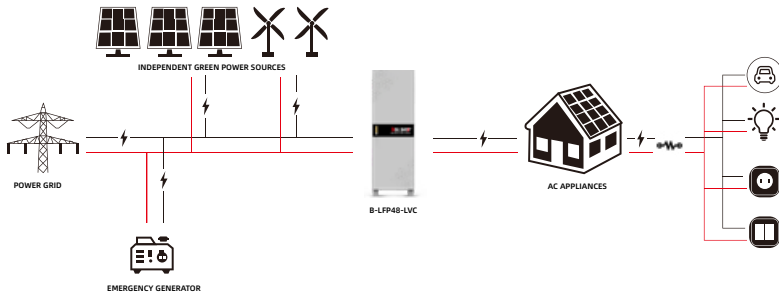 INDEPENDENT GREEN POWER SOURCES
POWER GRID
AC APPLIANCES
B-LFP48-LVC
EMERGENCY GENERATOR